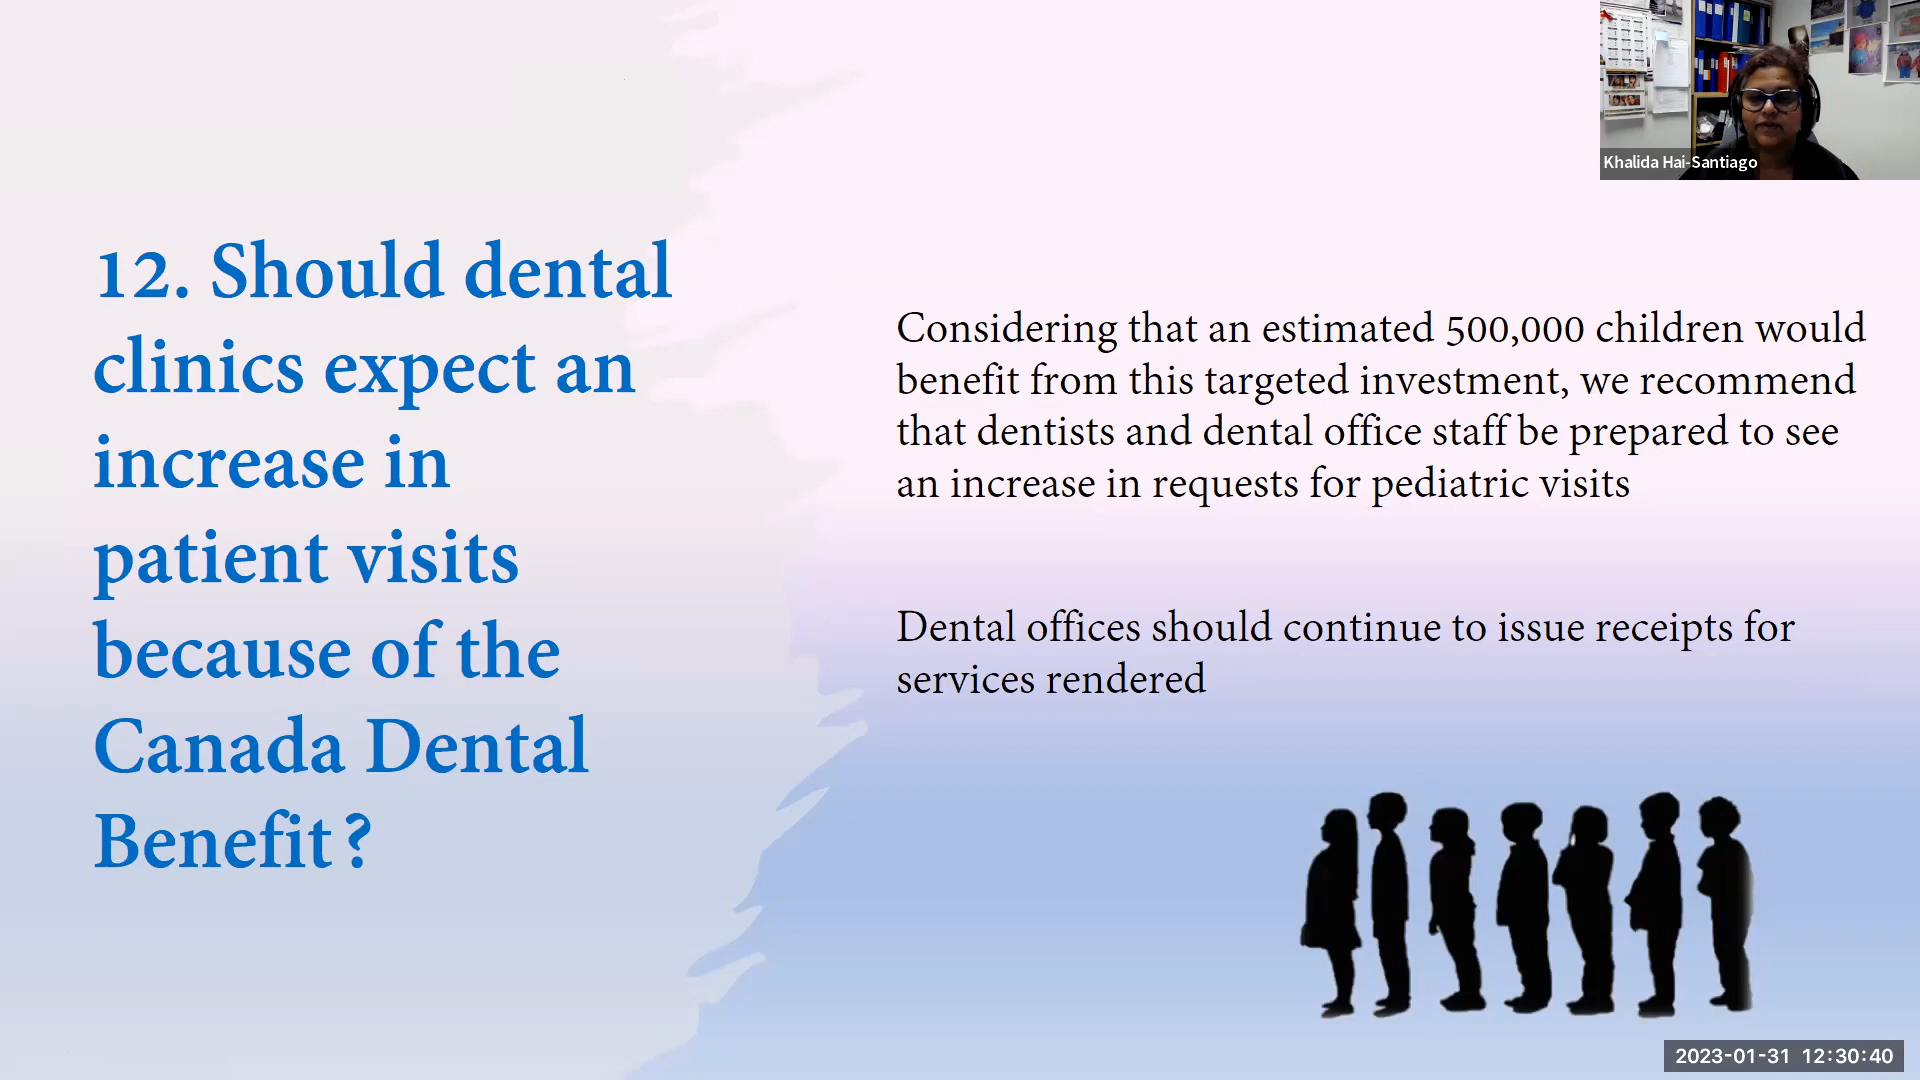 12. Should dental
clinics expect an
increase in
patient visits
because of the
Canada Dental
Benefit ?
Considering that an estimated 500,000 children would
benefit from this targeted investment, we recommend
that dentists and dental office staff be prepared to see
an increase in requests for pediatric visits
Dental offices should continue to issue receipts for
services rendered
Khalida Hai-Santiago
2023-01-31 12:30:40